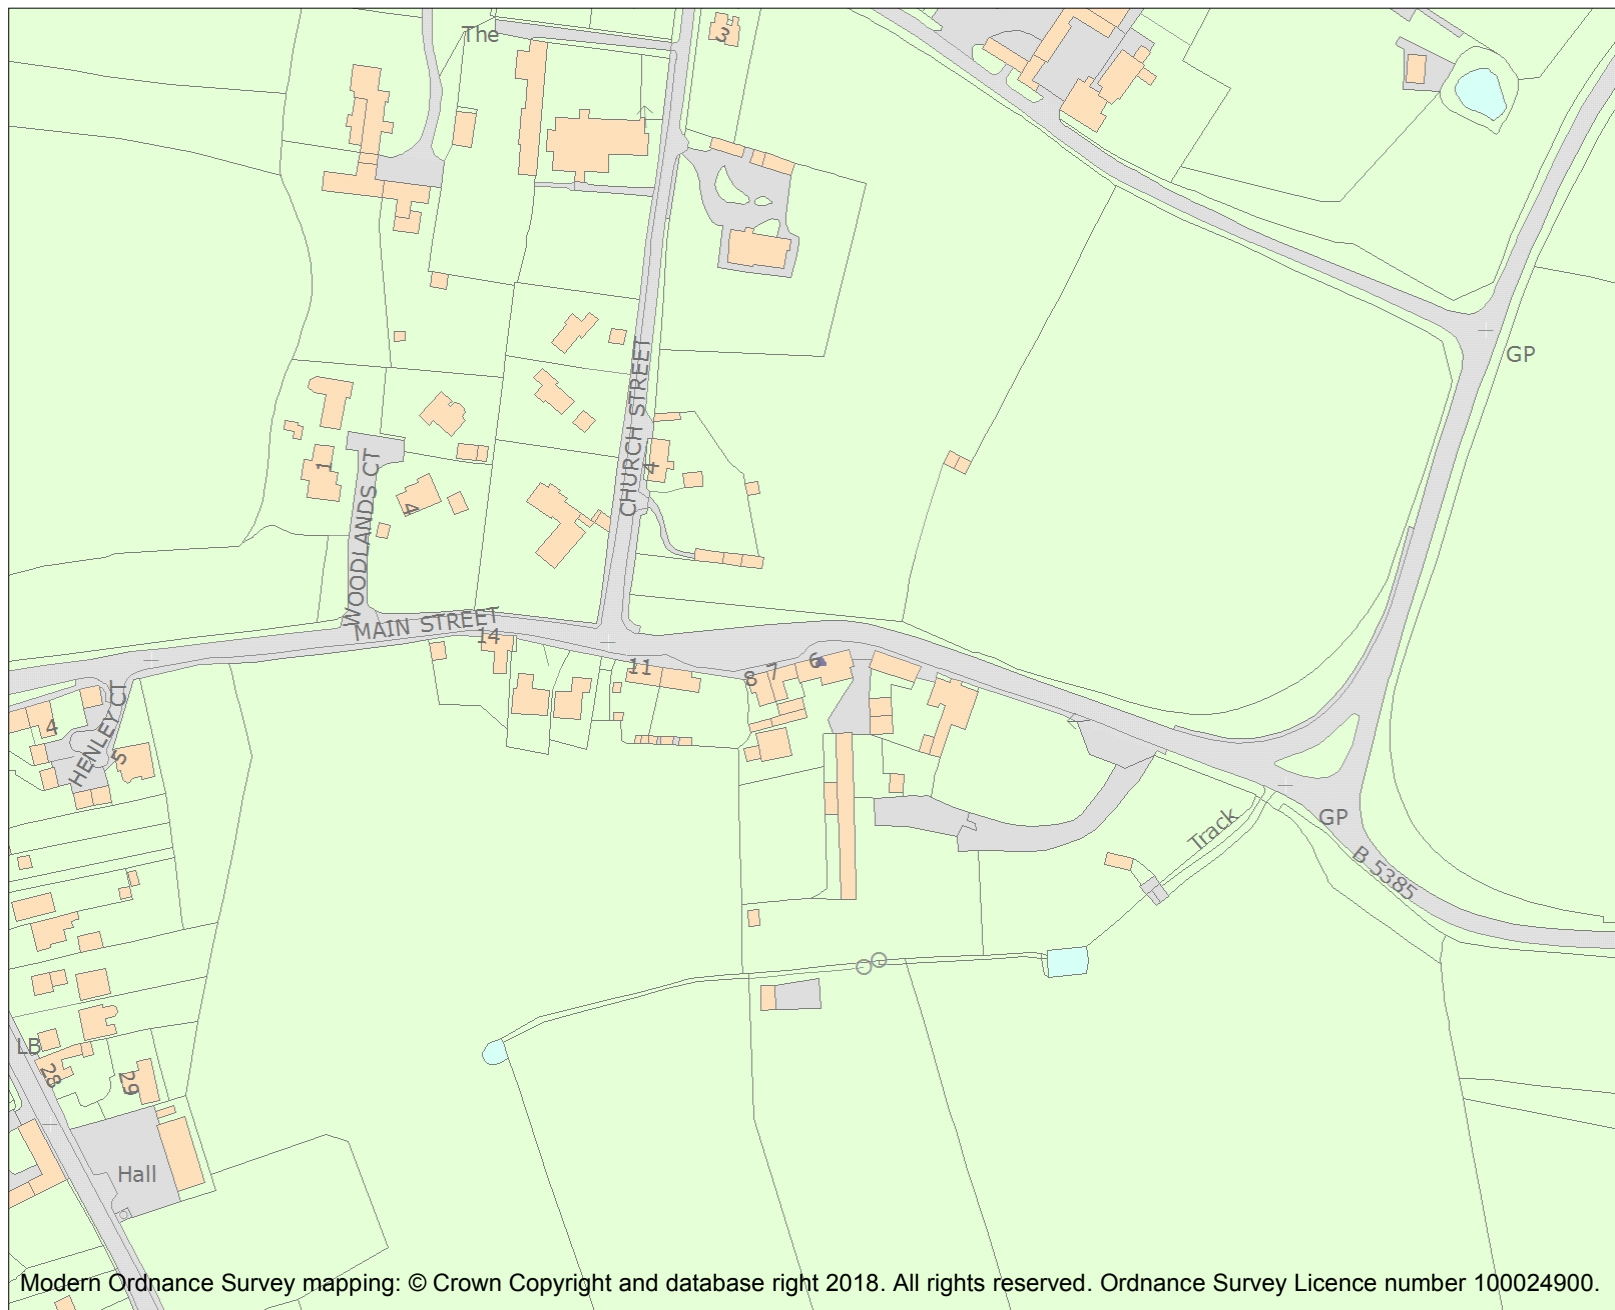 The
3
GP
CHURCH STREET
4
1
4
WOODLANDS CT
MAIN STREET
14
11
8
7
6
HENLEY CT
4
5
Track
GP
B 5385
LB
28
29
Hall
Modern Ordnance Survey mapping: © Crown Copyright and database right 2018. All rights reserved. Ordnance Survey Licence number 100024900.